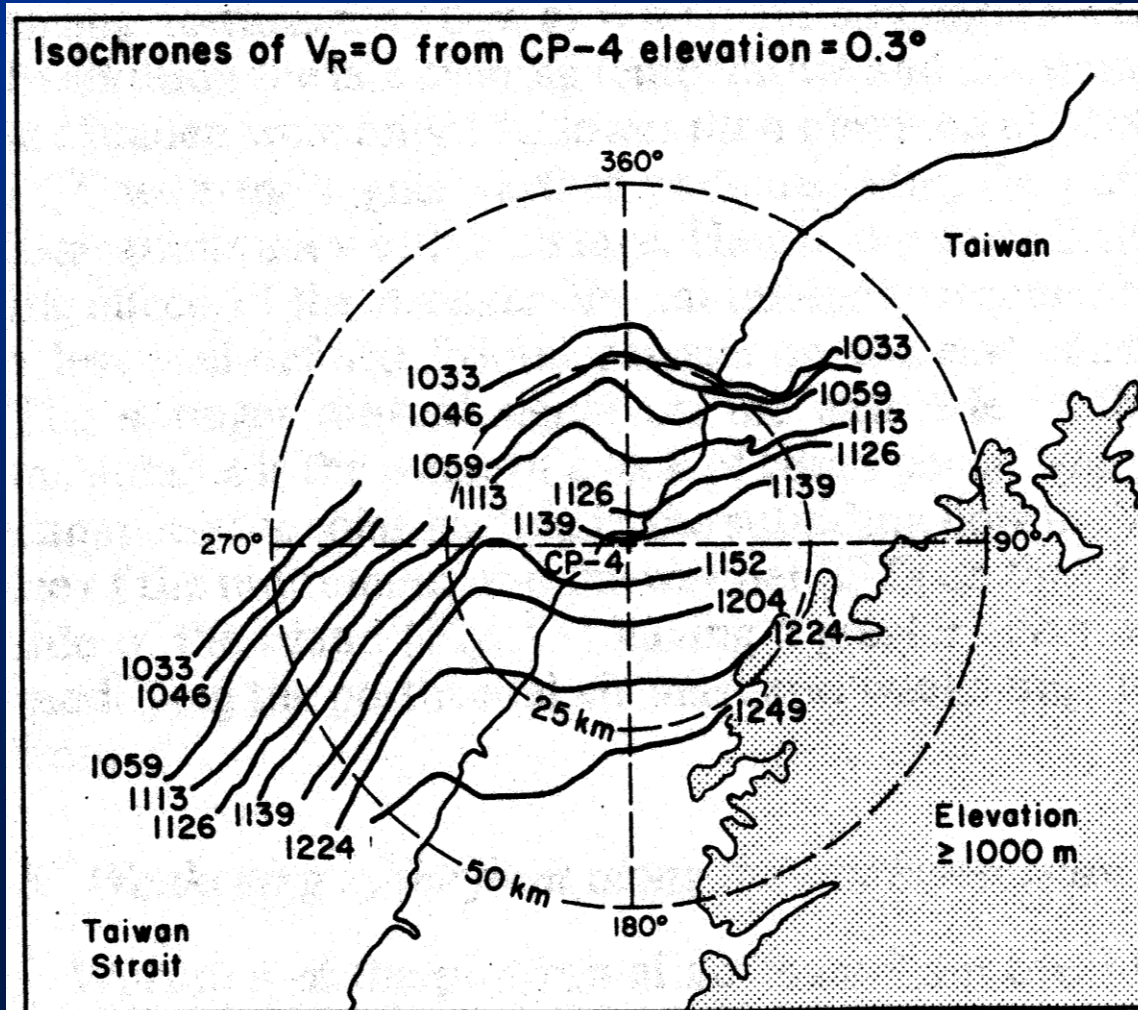 Isochrones of V_R=0 from CP-4 elevation = 0.3°
360°
Taiwan
1033
1033
1046
1059
1059
1113
1113
1126
1126
1139
1139
270°
CP-4
90°
1152
1204
1224
1033
1046
25 km
1249
1059
1113
1126
1139
1224
Elevation
≥ 1000 m
50 km
180°
Taiwan
Strait